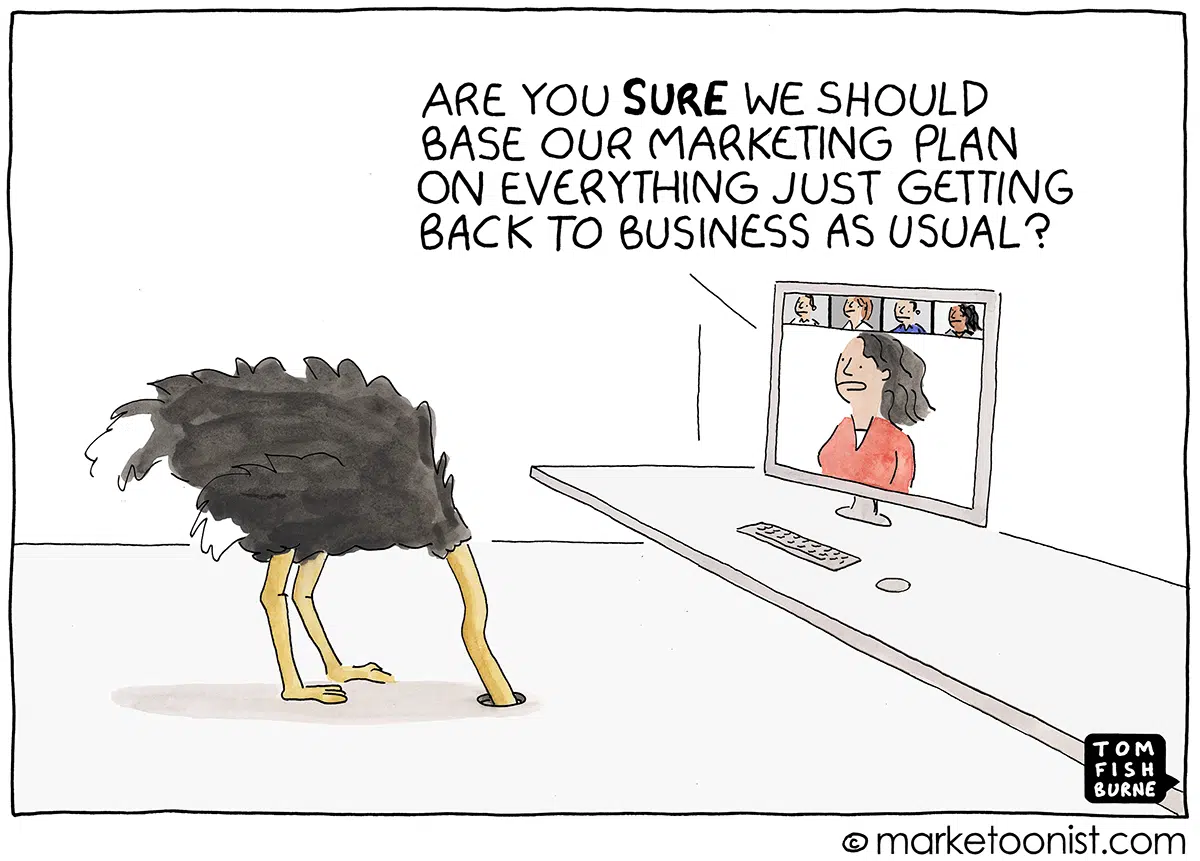 ARE YOU SURE WE SHOULD
BASE OUR MARKETING PLAN
ON EVERYTHING JUST GETTING
BACK TO BUSINESS AS USUAL?
TOM
FISH
BURNE
© marketoonist.com